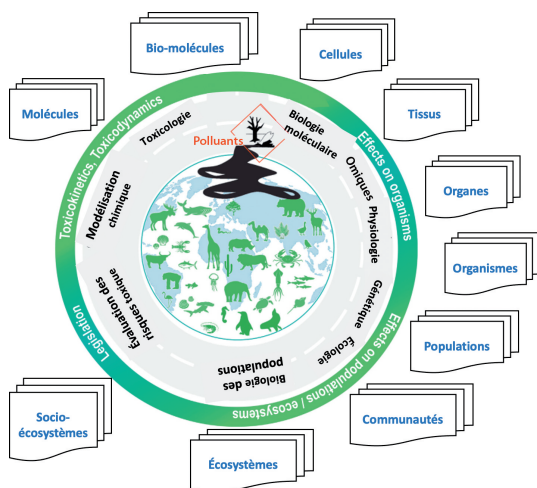 Bio-molécules
Cellules
Molécules
Tissus
Organes
Organismes
Populations
Communautés
Écosystèmes
Socio-
écosystèmes
Toxicokinetics, Toxicodynamics
Effects on organisms
Effects on populations / ecosystems
Legislation
Toxicologie
Polluants
Biologie
moléculaire
Omiques
Physiologie
Génétique
Écologie
Biologie des
populations
Évaluation des
risques toxique
Modélisation
chimique